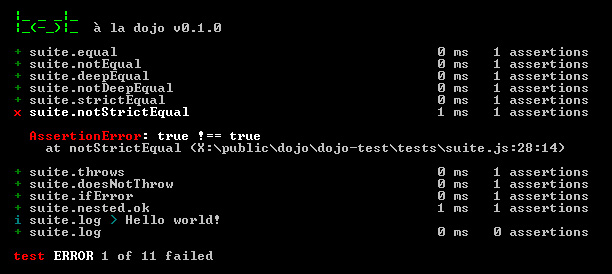 à la dojo v0.1.0
+ suite.equal 0 ms 1 assertions
+ suite.notEqual 0 ms 1 assertions
+ suite.deepEqual 0 ms 1 assertions
+ suite.notDeepEqual 0 ms 1 assertions
+ suite.strictEqual 0 ms 1 assertions
× suite.notStrictEqual 1 ms 1 assertions
AssertionError: true !== true
at notStrictEqual (X:\public\dojo\dojo-test\tests\suite.js:28:14)
+ suite.throws 0 ms 1 assertions
+ suite.doesNotThrow 0 ms 1 assertions
+ suite.ifError 0 ms 1 assertions
+ suite.nested.ok 1 ms 1 assertions
i suite.log > Hello world!
+ suite.log 0 ms 0 assertions
test ERROR 1 of 11 failed